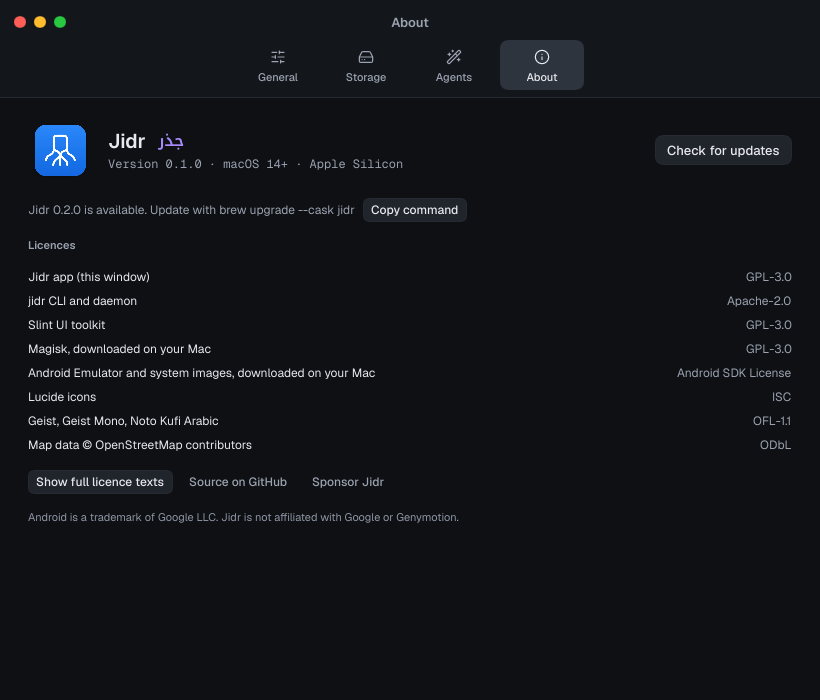 About
General
Storage
Agents
About
Jidr جذر
Version 0.1.0 · macOS 14+ · Apple Silicon
Check for updates
Jidr 0.2.0 is available. Update with brew upgrade --cask jidr
Copy command
Licences
Jidr app (this window) GPL-3.0
jidr CLI and daemon Apache-2.0
Slint UI toolkit GPL-3.0
Magisk, downloaded on your Mac GPL-3.0
Android Emulator and system images, downloaded on your Mac Android SDK License
Lucide icons ISC
Geist, Geist Mono, Noto Kufi Arabic OFL-1.1
Map data © OpenStreetMap contributors ODbL
Show full licence texts
Source on GitHub
Sponsor Jidr
Android is a trademark of Google LLC. Jidr is not affiliated with Google or Genymotion.